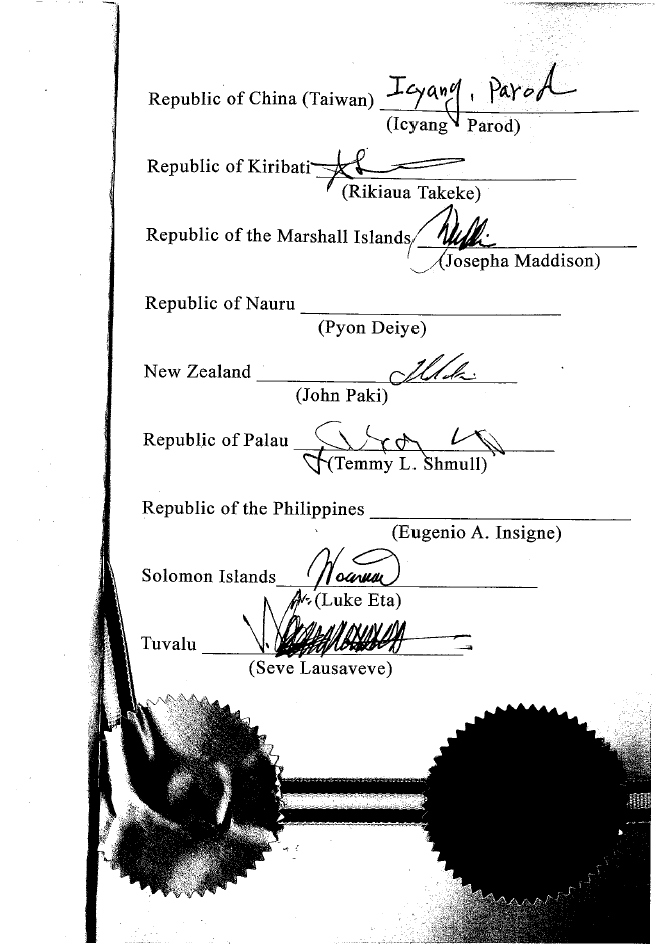 Republic of China (Taiwan) Icyang, Parod
(Icyang Parod)
Republic of Kiribati
(Rikiaua Takeke)
Republic of the Marshall Islands
(Josepha Maddison)
Republic of Nauru
(Pyon Deiye)
New Zealand
(John Paki)
Republic of Palau
(Temmy L. Shmull)
Republic of the Philippines
(Eugenio A. Insigne)
Solomon Islands
(Luke Eta)
Tuvalu
(Seve Lausaveve)